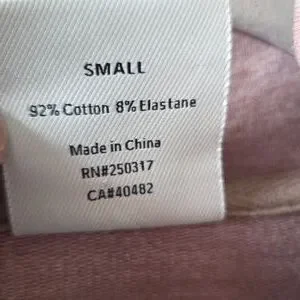 SMALL
92% Cotton 8% Elastane
Made in China
RN#250317
CA#40482